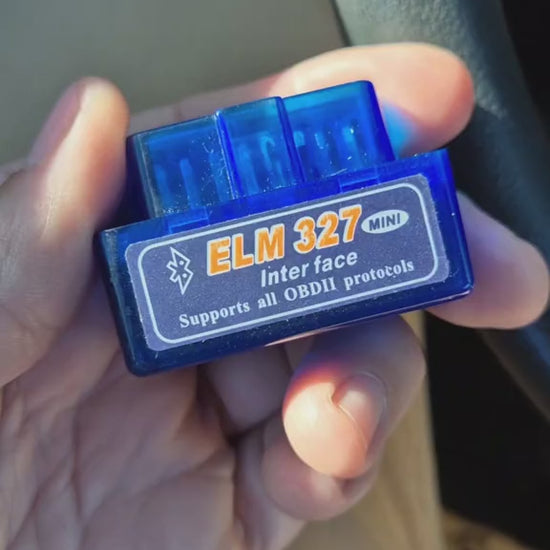 ELM 327 MINI
Inter face
Supports all OBDII protocols